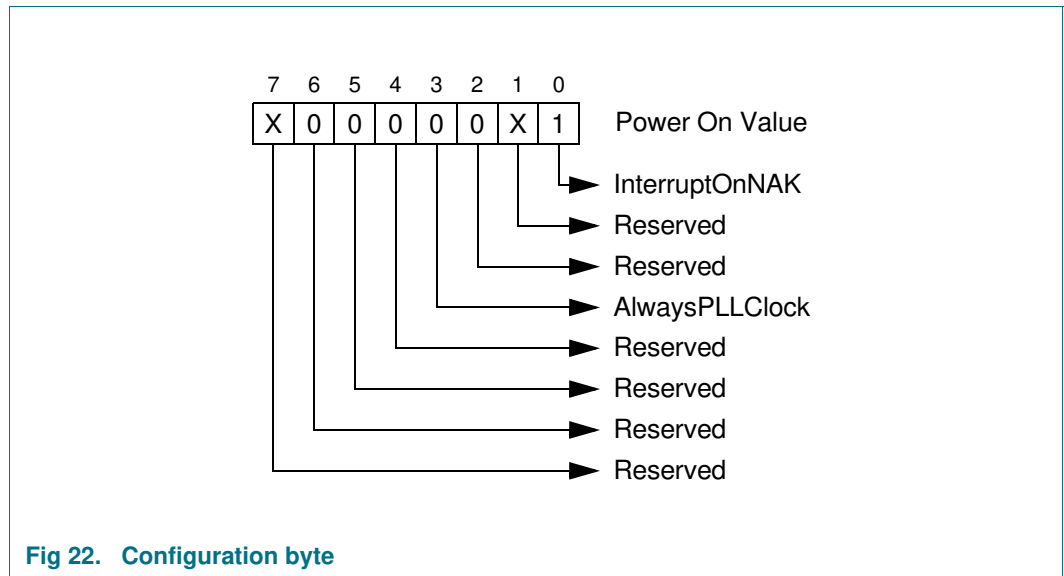 7 6 5 4 3 2 1 0
X 0 0 0 0 0 X 1 Power On Value
InterruptOnNAK
Reserved
Reserved
AlwaysPLLClock
Reserved
Reserved
Reserved
Reserved
Fig 22. Configuration byte